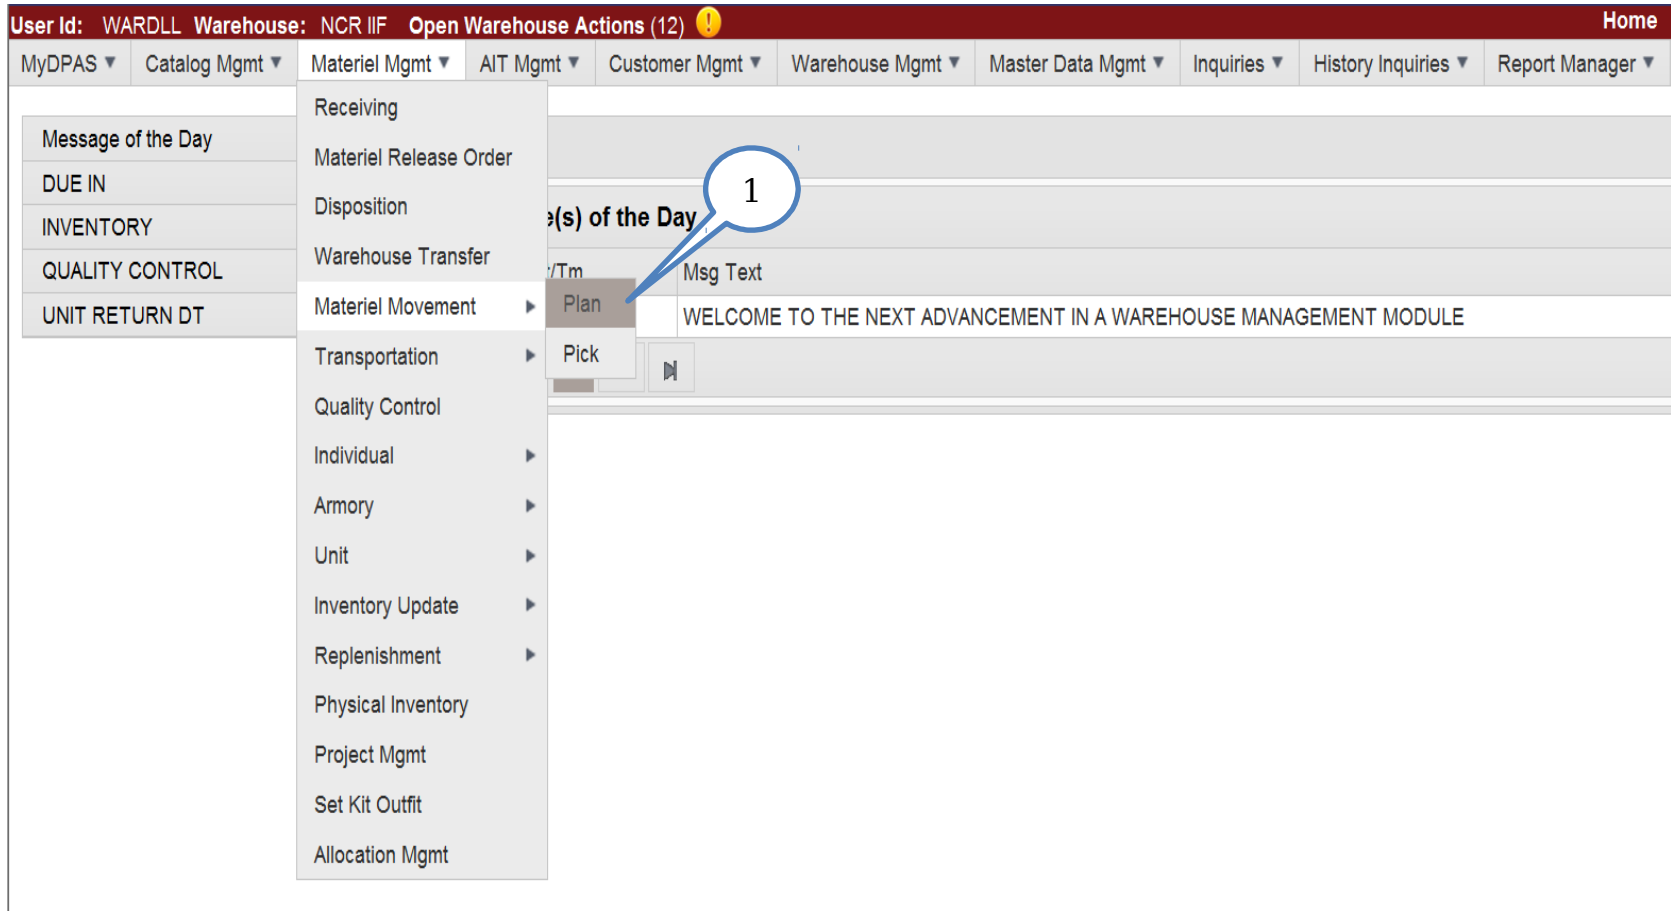 User Id: WARDLL Warehouse: NCR IIF Open Warehouse Actions (12) ! Home
MyDPAS Catalog Mgmt Materiel Mgmt AIT Mgmt Customer Mgmt Warehouse Mgmt Master Data Mgmt Inquiries History Inquiries Report Manager
Message of the Day
DUE IN
INVENTORY
QUALITY CONTROL
UNIT RETURN DT
Receiving
Materiel Release Order
Disposition
Warehouse Transfer
Materiel Movement
Transportation
Quality Control
Individual
Armory
Unit
Inventory Update
Replenishment
Physical Inventory
Project Mgmt
Set Kit Outfit
Allocation Mgmt
Plan
Pick
1
of the Day
/Tm Msg Text
WELCOME TO THE NEXT ADVANCEMENT IN A WAREHOUSE MANAGEMENT MODULE